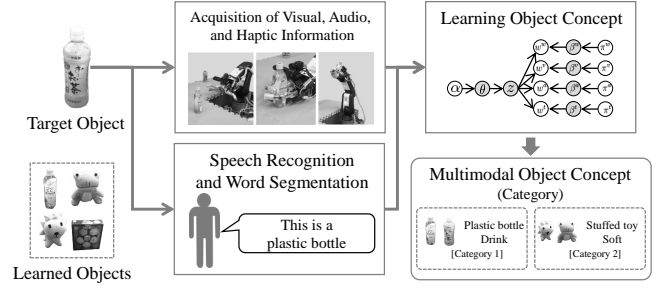 Target Object
Learned Objects
Acquisition of Visual, Audio,
and Haptic Information
Speech Recognition
and Word Segmentation
This is a
plastic bottle
Learning Object Concept
α θ z
Multimodal Object Concept
(Category)
Plastic bottle
Drink
[Category 1]
Stuffed toy
Soft
[Category 2]